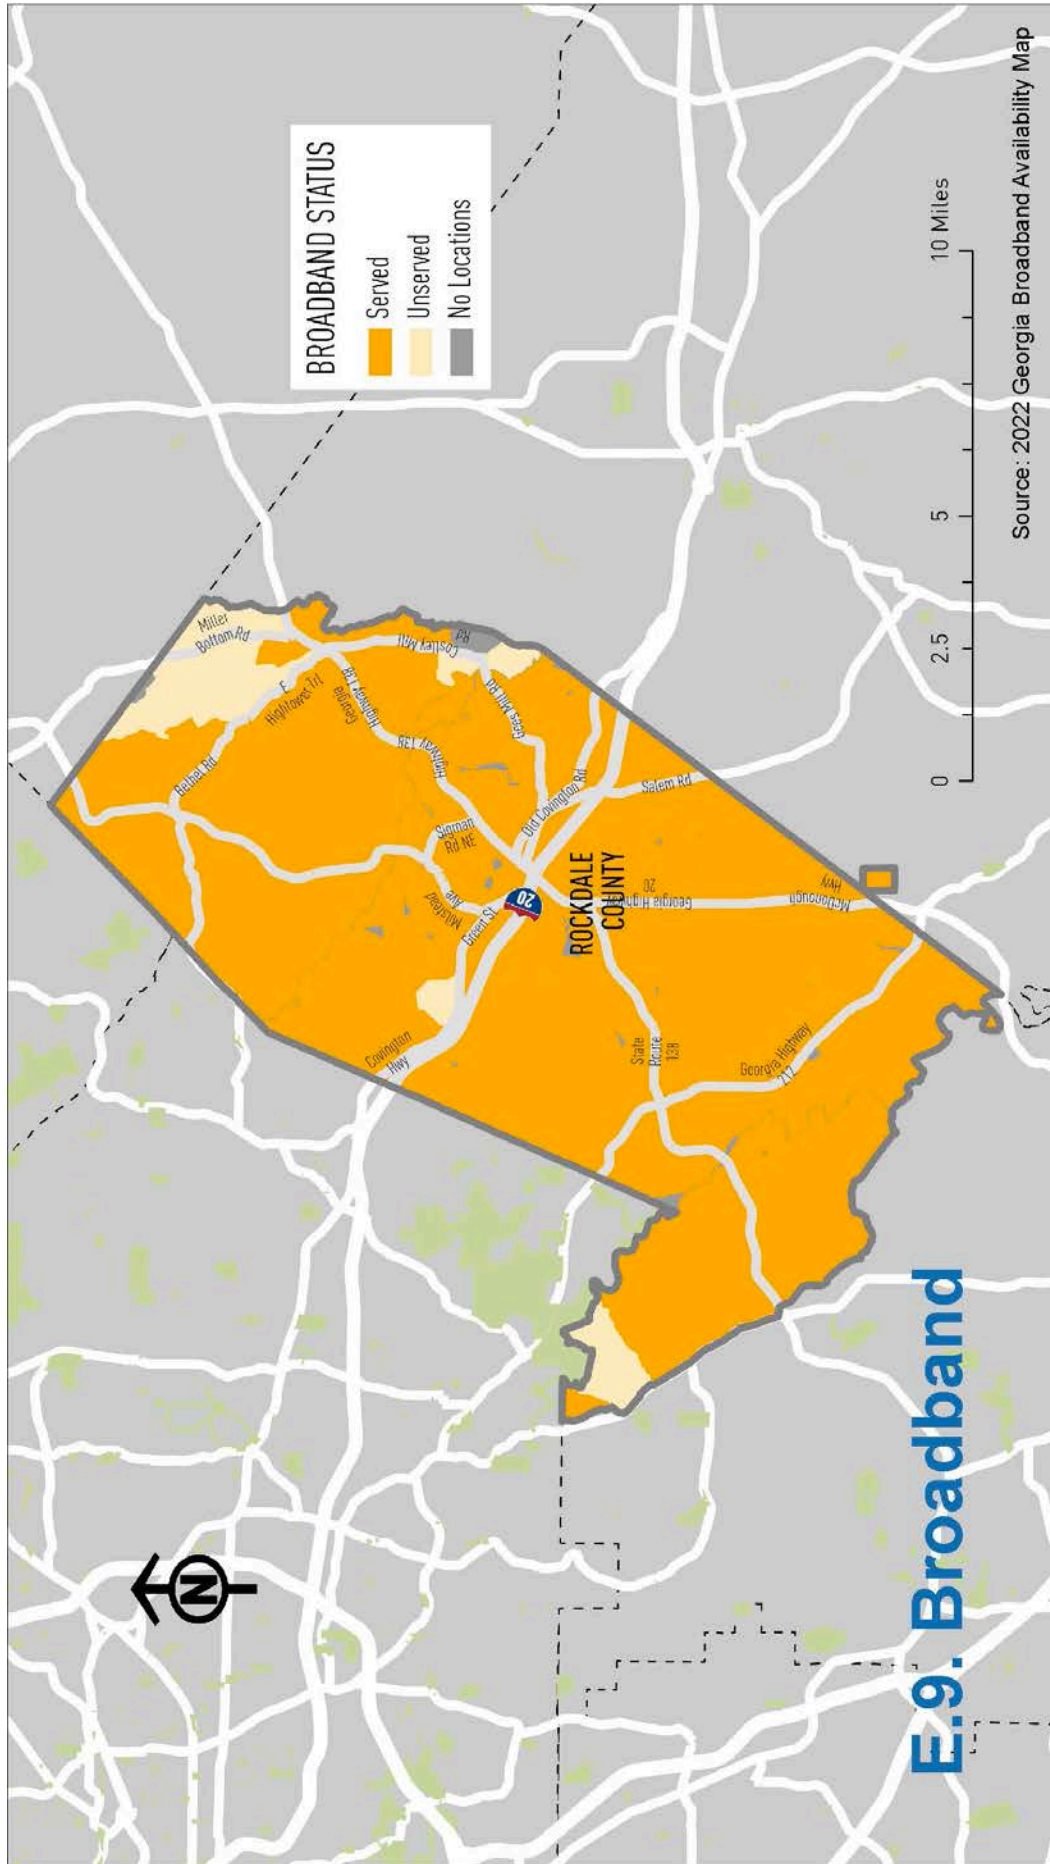 N
BROADBAND STATUS
Served
Unserved
No Locations
Miller
Bottom Rd
E
Hightower Trl
Bethel Rd
Georgia
Highway 138
Highway 138
Costley Mill
Rd
Gees Mill Rd
Sigman
Rd NE
Milstead
Ave
Green St
Old Covington Rd
Covington
Hwy
20
Salem Rd
ROCKDALE
COUNTY
Georgia Highway
20
State
Route
138
McDonough
Hwy
Georgia Highway
212
E.9. Broadband
0 2.5 5 10 Miles
Source: 2022 Georgia Broadband Availability Map